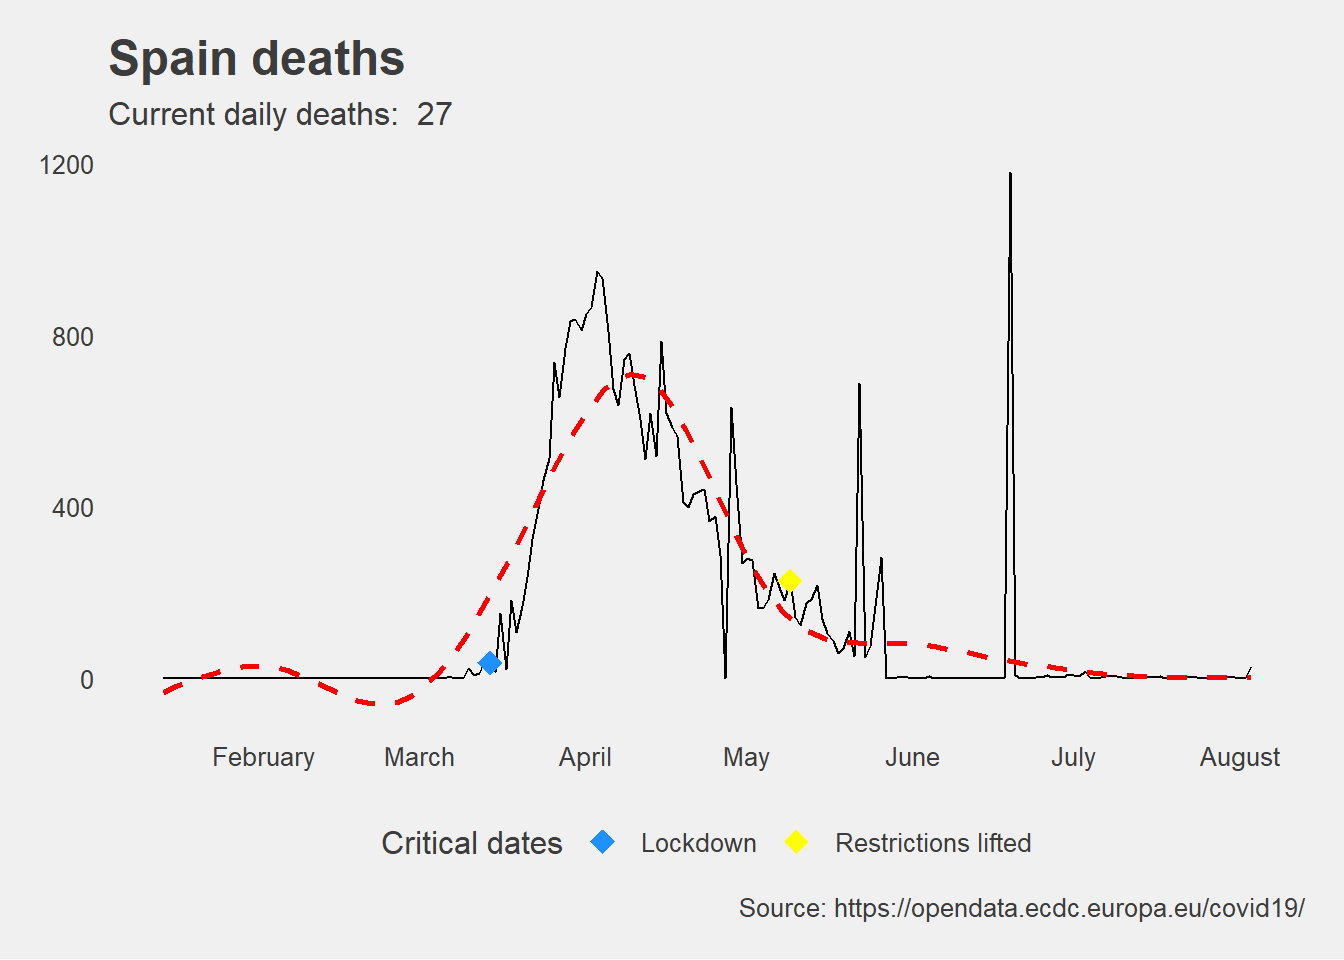 Spain deaths
Current daily deaths:  27
1200
800
400
0
February March April May June July August
Critical dates Lockdown Restrictions lifted
Source: https://opendata.ecdc.europa.eu/covid19/